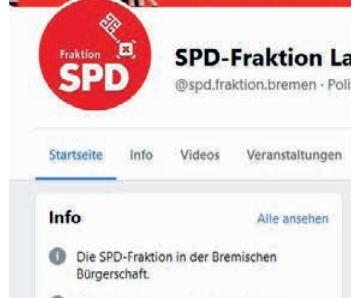 Fraktion
SPD
SPD-Fraktion La
@spd.fraktion.bremen · Poli
Startseite Info Videos Veranstaltungen
Info Alle ansehen
Die SPD-Fraktion in der Bremischen
Bürgerschaft.